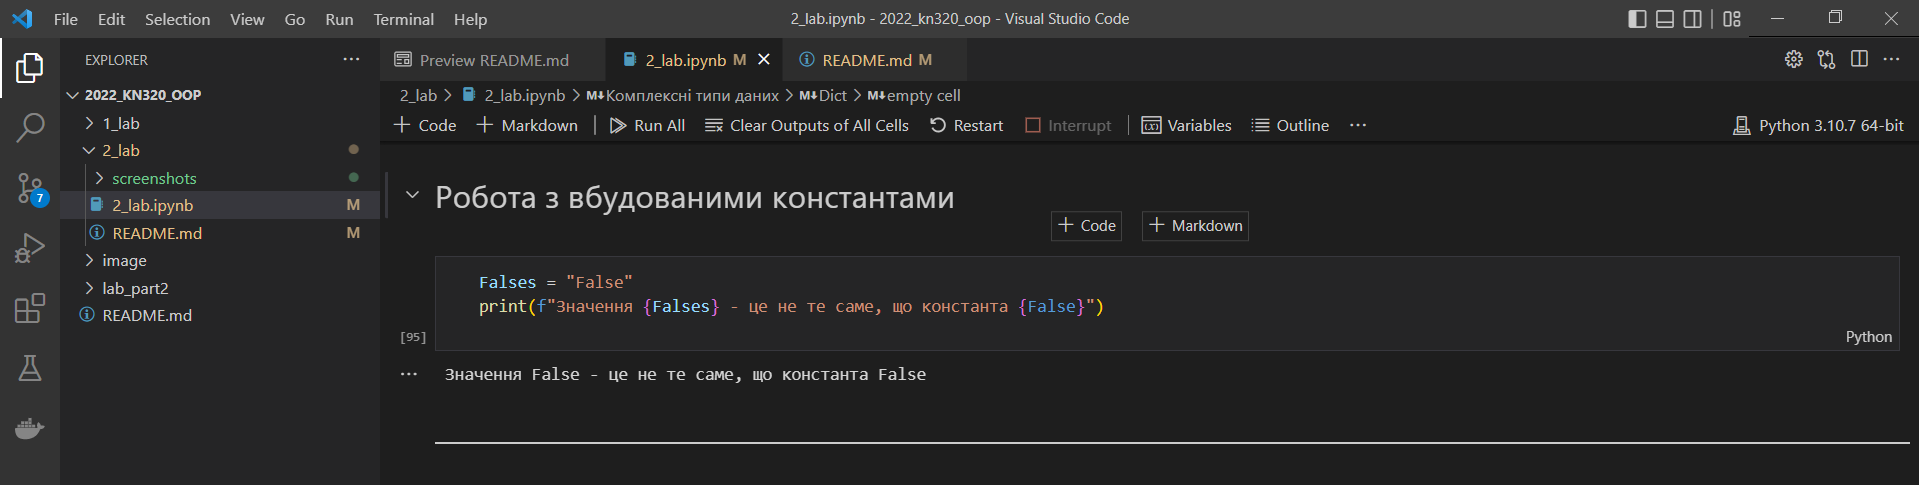 File Edit Selection View Go Run Terminal Help
2_lab.ipynb - 2022_kn320_oop - Visual Studio Code
EXPLORER ...
2022_KN320_OOP
1_lab
2_lab
screenshots
2_lab.ipynb M
README.md M
image
lab_part2
README.md
7
Preview README.md
2_lab.ipynb M
README.md M
2_lab > 2_lab.ipynb > M↓Комплексні типи даних > M↓Dict > M↓empty cell
+ Code + Markdown | Run All Clear Outputs of All Cells Restart Interrupt | (x) Variables Outline ...
Python 3.10.7 64-bit
Робота з вбудованими константами
+ Code + Markdown
Falses = "False"
print(f"Значення {Falses} - це не те саме, що константа {False}")
[95]
Python
... Значення False - це не те саме, що константа False